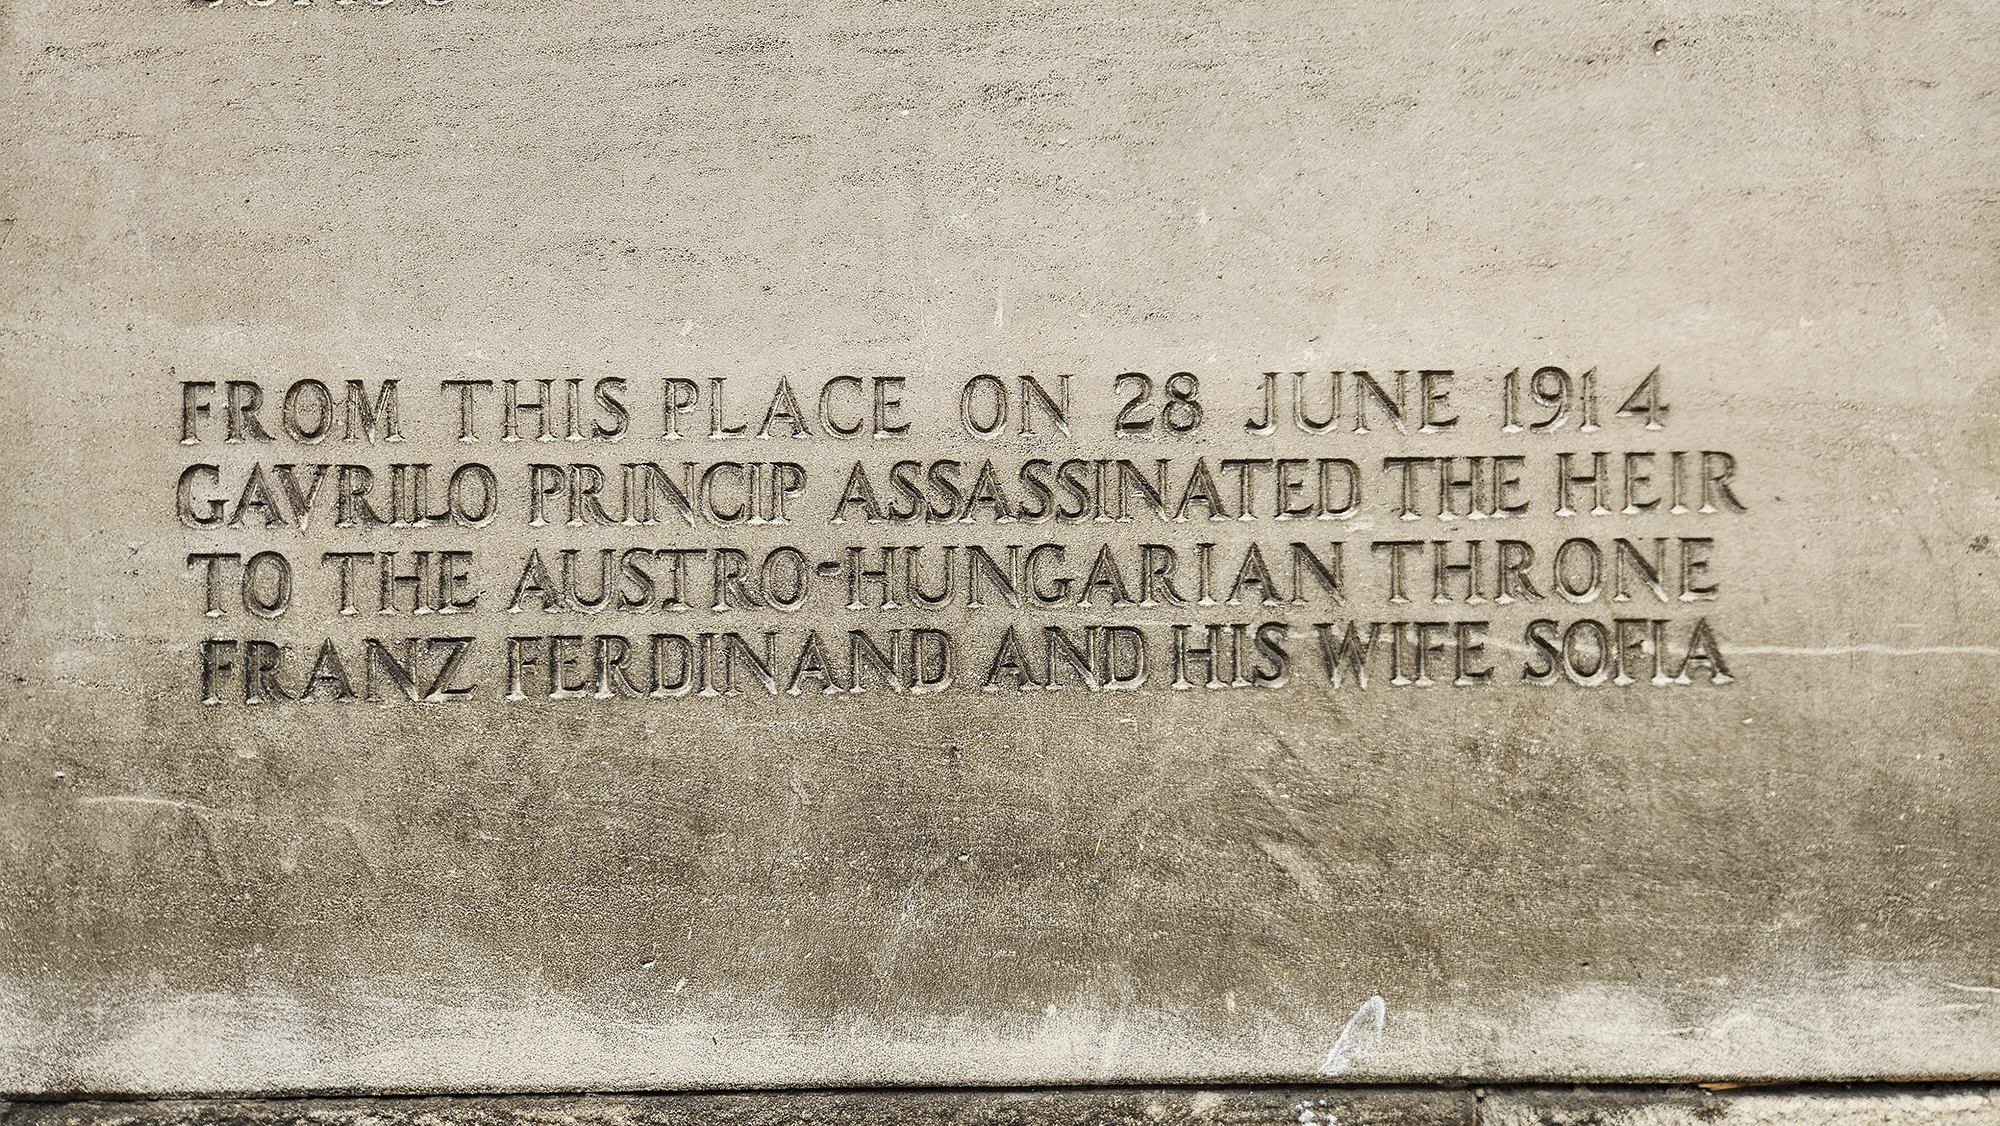 FROM THIS PLACE ON 28 JUNE 1914
GAVRILO PRINCIP ASSASSINATED THE HEIR
TO THE AUSTRO-HUNGARIAN THRONE
FRANZ FERDINAND AND HIS WIFE SOFIA